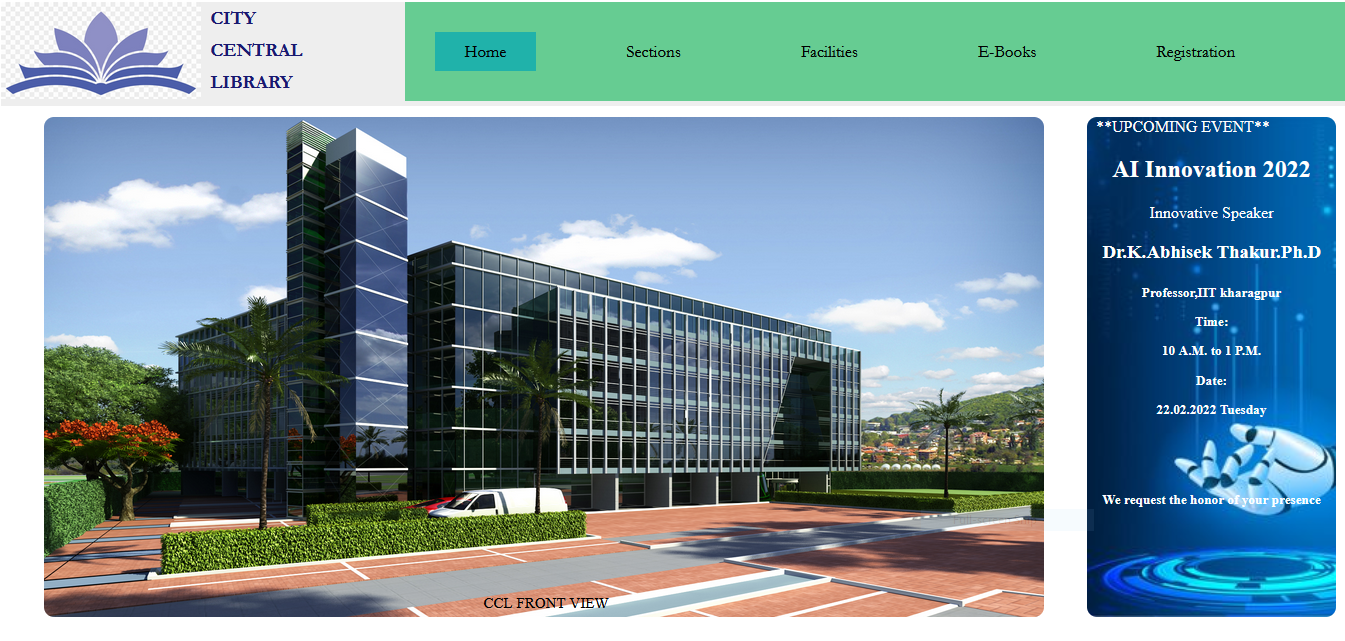 CITY
CENTRAL
LIBRARY
Home Sections Facilities E-Books Registration
**UPCOMING EVENT**
AI Innovation 2022
Innovative Speaker
Dr.K.Abhisek Thakur.Ph.D
Professor,IIT kharagpur
Time:
10 A.M. to 1 P.M.
Date:
22.02.2022 Tuesday
We request the honor of your presence
CCL FRONT VIEW